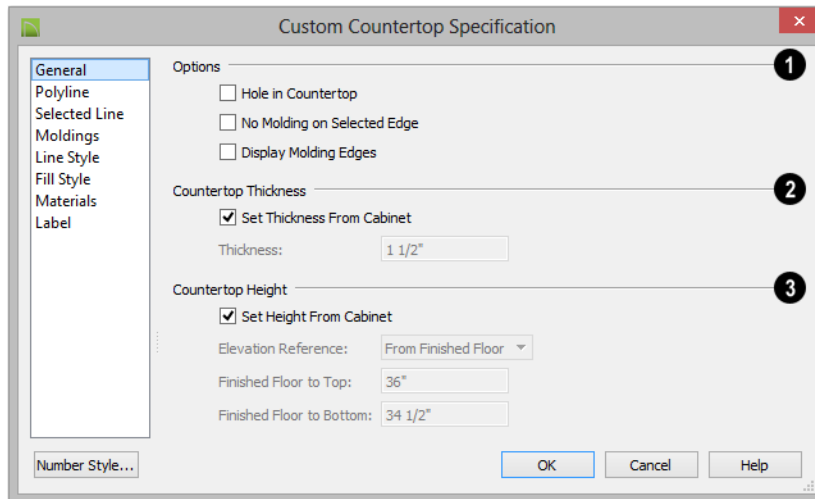 Custom Countertop Specification
General
Polyline
Selected Line
Moldings
Line Style
Fill Style
Materials
Label
Options
1
Hole in Countertop
No Molding on Selected Edge
Display Molding Edges
Countertop Thickness
2
Set Thickness From Cabinet
Thickness: 1 1/2"
Countertop Height
3
Set Height From Cabinet
Elevation Reference: From Finished Floor
Finished Floor to Top: 36"
Finished Floor to Bottom: 34 1/2"
Number Style... OK Cancel Help